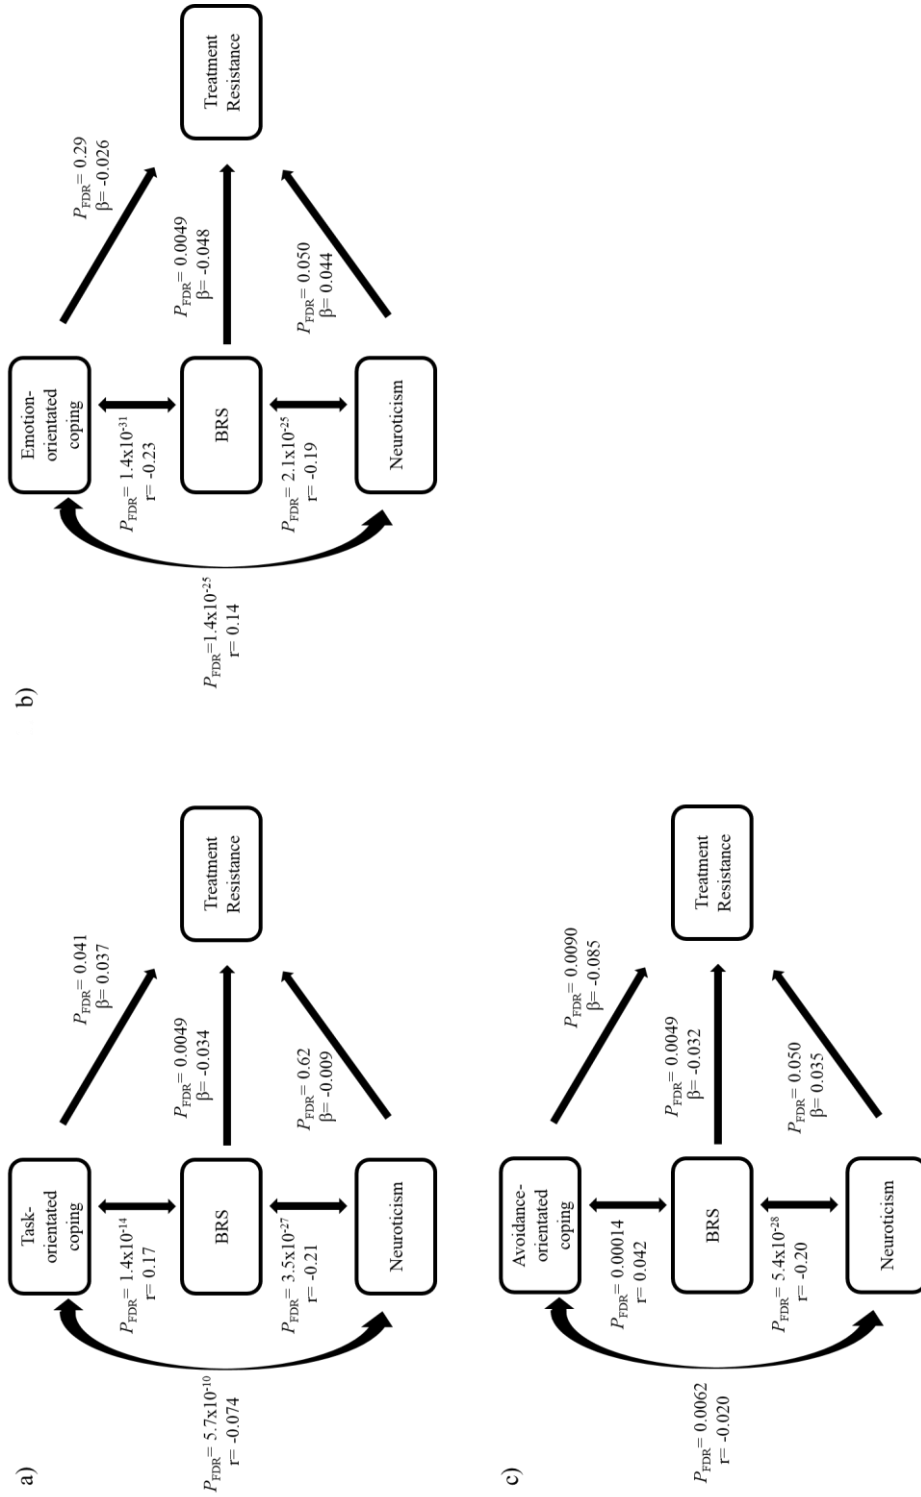 a)
Task-
orientated
coping
P_FDR= 0.041
β= 0.037
P_FDR= 1.4x10⁻¹⁴
r= 0.17
P_FDR= 5.7x10⁻¹⁰
r= -0.074
BRS
P_FDR= 0.0049
β= -0.034
Treatment
Resistance
P_FDR= 3.5x10⁻²⁷
r= -0.21
P_FDR= 0.62
β= -0.009
Neuroticism
b)
Emotion-
orientated
coping
P_FDR= 0.29
β= -0.026
P_FDR= 1.4x10⁻³¹
r= -0.23
P_FDR=1.4x10⁻²⁵
r= 0.14
BRS
P_FDR= 0.0049
β= -0.048
Treatment
Resistance
P_FDR= 2.1x10⁻²⁵
r= -0.19
P_FDR= 0.050
β= 0.044
Neuroticism
c)
Avoidance-
orientated
coping
P_FDR= 0.0090
β= -0.085
P_FDR= 0.00014
r= 0.042
P_FDR= 0.0062
r= -0.020
BRS
P_FDR= 0.0049
β= -0.032
Treatment
Resistance
P_FDR= 5.4x10⁻²⁸
r= -0.20
P_FDR= 0.050
β= 0.035
Neuroticism